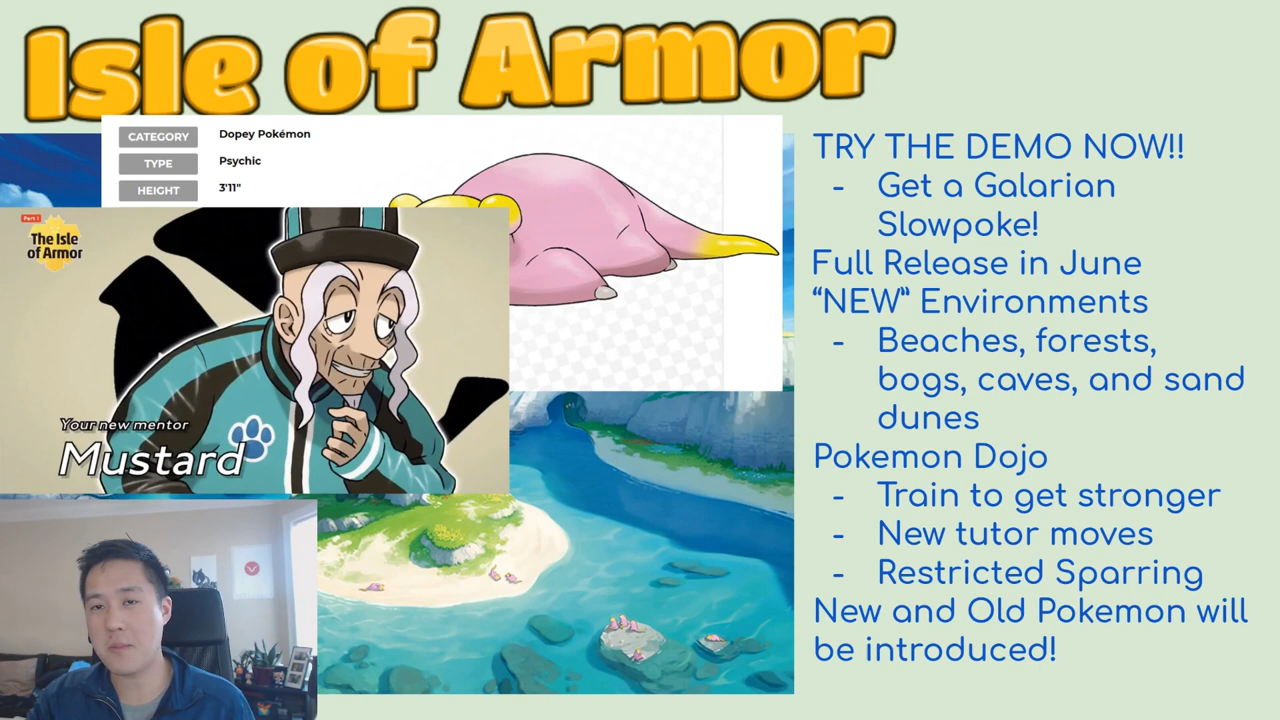 Isle of Armor
CATEGORY Dopey Pokémon
TYPE Psychic
HEIGHT 3'11"
Part 1
The Isle
of Armor
Your new mentor
Mustard
TRY THE DEMO NOW!!
- Get a Galarian
Slowpoke!
Full Release in June
“NEW” Environments
- Beaches, forests,
bogs, caves, and sand
dunes
Pokemon Dojo
- Train to get stronger
- New tutor moves
- Restricted Sparring
New and Old Pokemon will
be introduced!